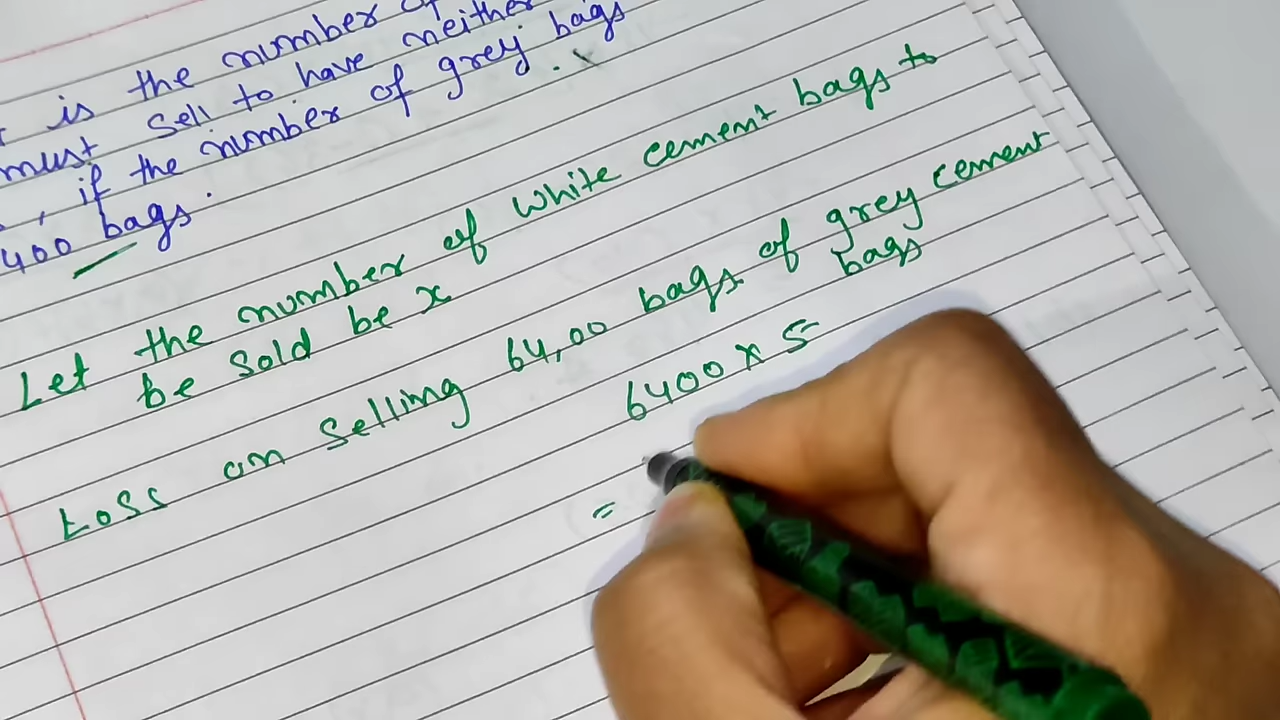 is the number
must sell to have neither
, if the number of grey bags
400 bags.
Let the number of white cement bags to
be sold be x
Loss on selling 64,00 bags of grey cement
bags
6400 x 5
=